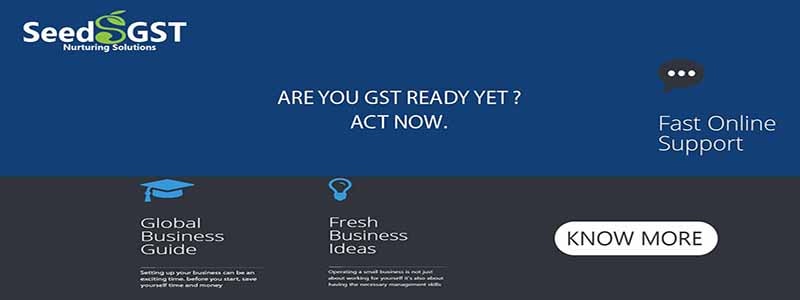 SeedSGST
Nurturing Solutions
ARE YOU GST READY YET ?
ACT NOW.
Fast Online
Support
Global
Business
Guide
Setting up your business can be an
exciting time. before you start, save
yourself time and money
Fresh
Business
Ideas
Operating a small business is not just
about working for yourself it's also about
having the necessary management skills
KNOW MORE